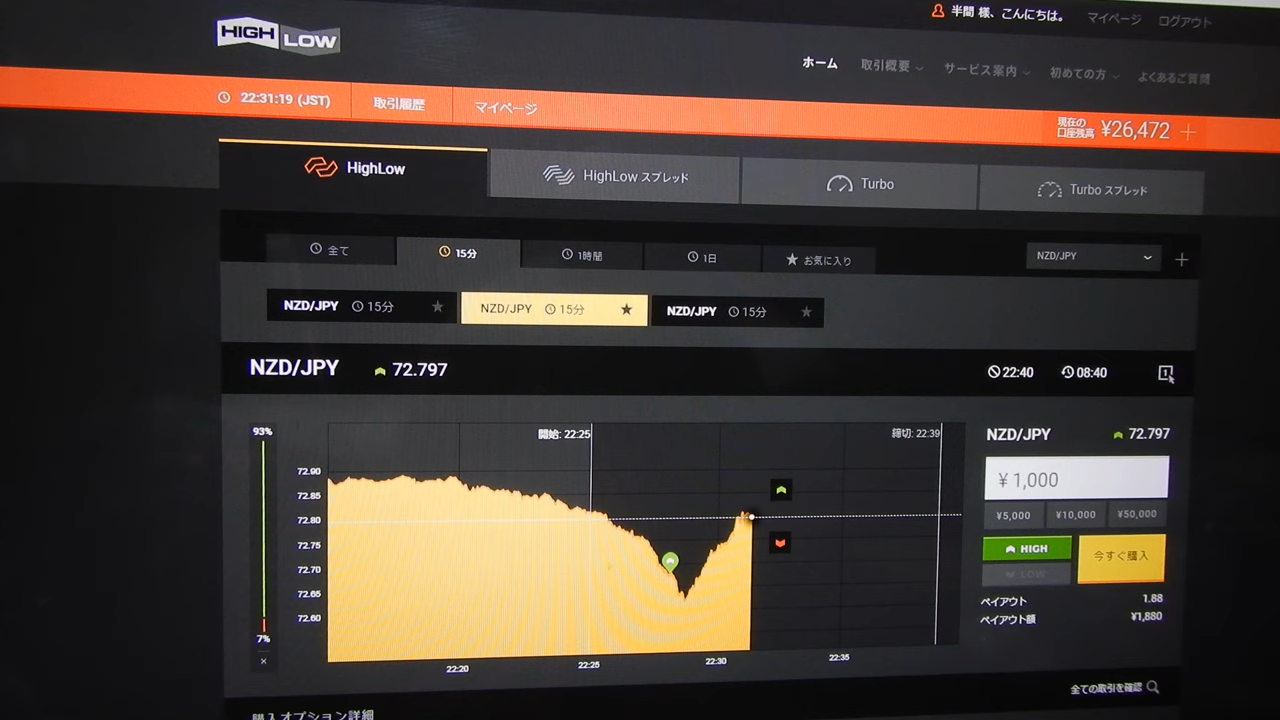 半間 様、こんにちは。 マイページ ログアウト
HIGH LOW
ホーム 取引概要 サービス案内 初めての方 よくあるご質問
22:31:19 (JST) 取引履歴 マイページ
現在の
口座残高 ¥26,472 +
HighLow HighLow スプレッド Turbo Turbo スプレッド
全て 15分 1時間 1日 お気に入り NZD/JPY +
NZD/JPY 15分 NZD/JPY 15分 NZD/JPY 15分
NZD/JPY 72.797 22:40 08:40 1
93% 開始: 22:25 締切: 22:39
72.90
72.85
72.80
72.75
72.70
72.65
72.60
7%
×
22:20 22:25 22:30 22:35
NZD/JPY 72.797
¥ 1,000
¥5,000 ¥10,000 ¥50,000
HIGH 今すぐ購入
LOW
ペイアウト 1.88
ペイアウト額 ¥1,880
全ての取引を確認
購入オプション詳細